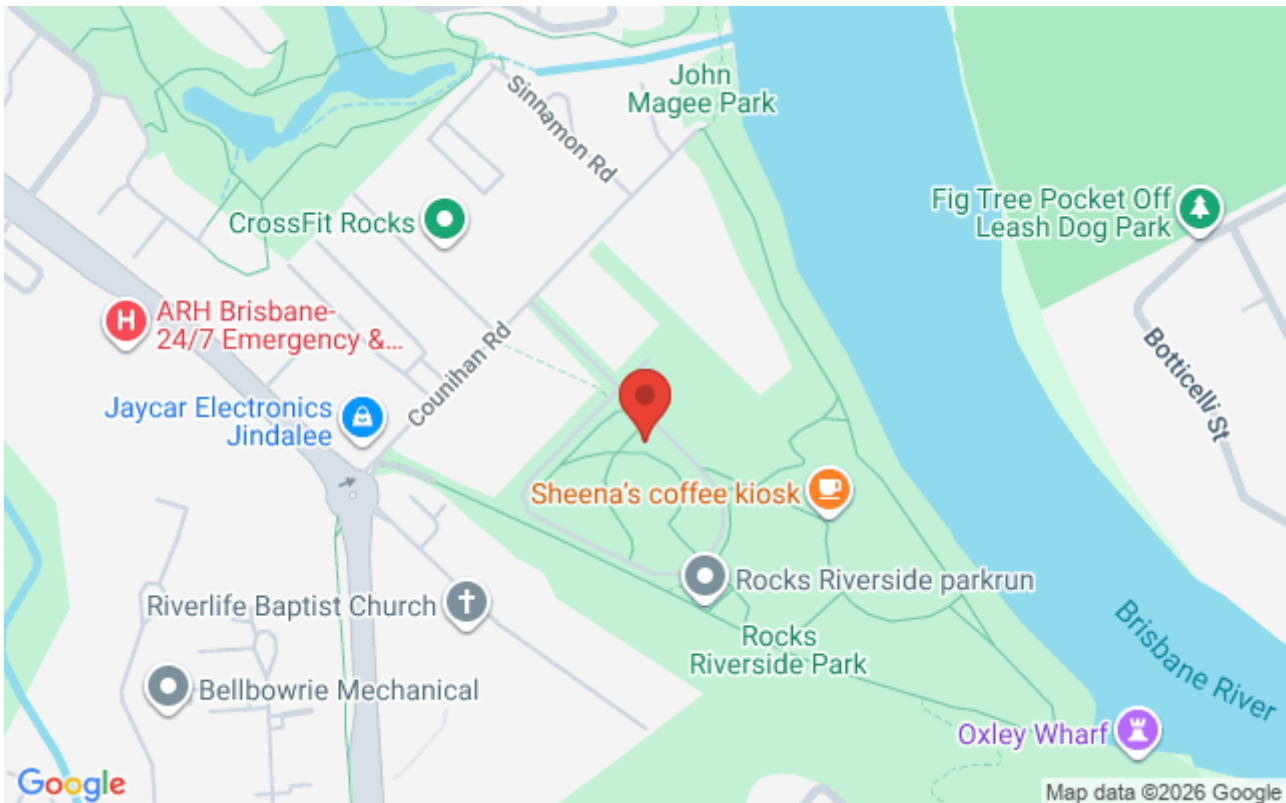 John
Magee Park
Sinnamon Rd
Fig Tree Pocket Off
Leash Dog Park
CrossFit Rocks
ARH Brisbane-
24/7 Emergency &...
Counihan Rd
Botticelli St
Jaycar Electronics
Jindalee
Sheena's coffee kiosk
Rocks Riverside parkrun
Riverlife Baptist Church
Rocks
Riverside Park
Brisbane River
Bellbowrie Mechanical
Oxley Wharf
Google
Map data ©2026 Google